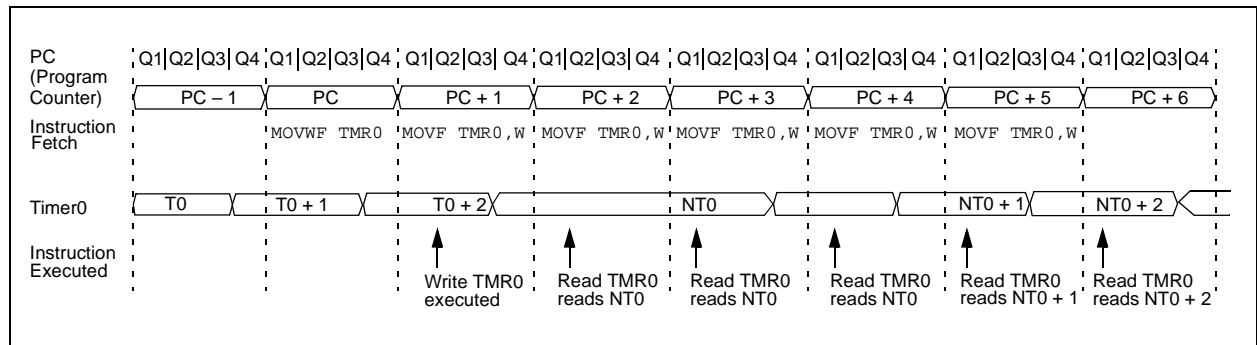 PC
(Program
Counter)
Q1|Q2|Q3|Q4 Q1|Q2|Q3|Q4 Q1|Q2|Q3|Q4 Q1|Q2|Q3|Q4 Q1|Q2|Q3|Q4 Q1|Q2|Q3|Q4 Q1|Q2|Q3|Q4 Q1|Q2|Q3|Q4
PC – 1 PC PC + 1 PC + 2 PC + 3 PC + 4 PC + 5 PC + 6
Instruction
Fetch
MOVWF TMR0 MOVF TMR0,W MOVF TMR0,W MOVF TMR0,W MOVF TMR0,W MOVF TMR0,W
Timer0
T0 T0 + 1 T0 + 2 NT0 NT0 + 1 NT0 + 2
Instruction
Executed
Write TMR0
executed
Read TMR0
reads NT0
Read TMR0
reads NT0
Read TMR0
reads NT0
Read TMR0
reads NT0 + 1
Read TMR0
reads NT0 + 2